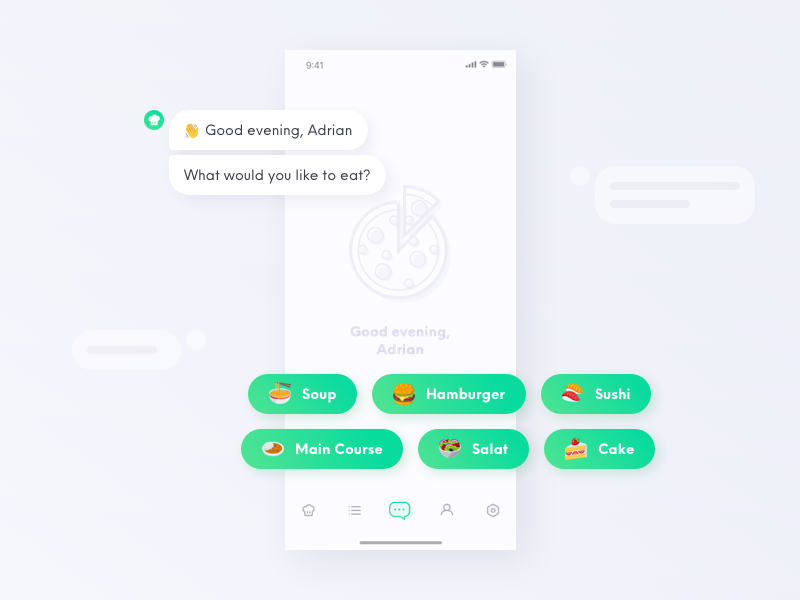 9:41
👋 Good evening, Adrian
What would you like to eat?
Good evening,
Adrian
Soup
Hamburger
Sushi
Main Course
Salat
Cake